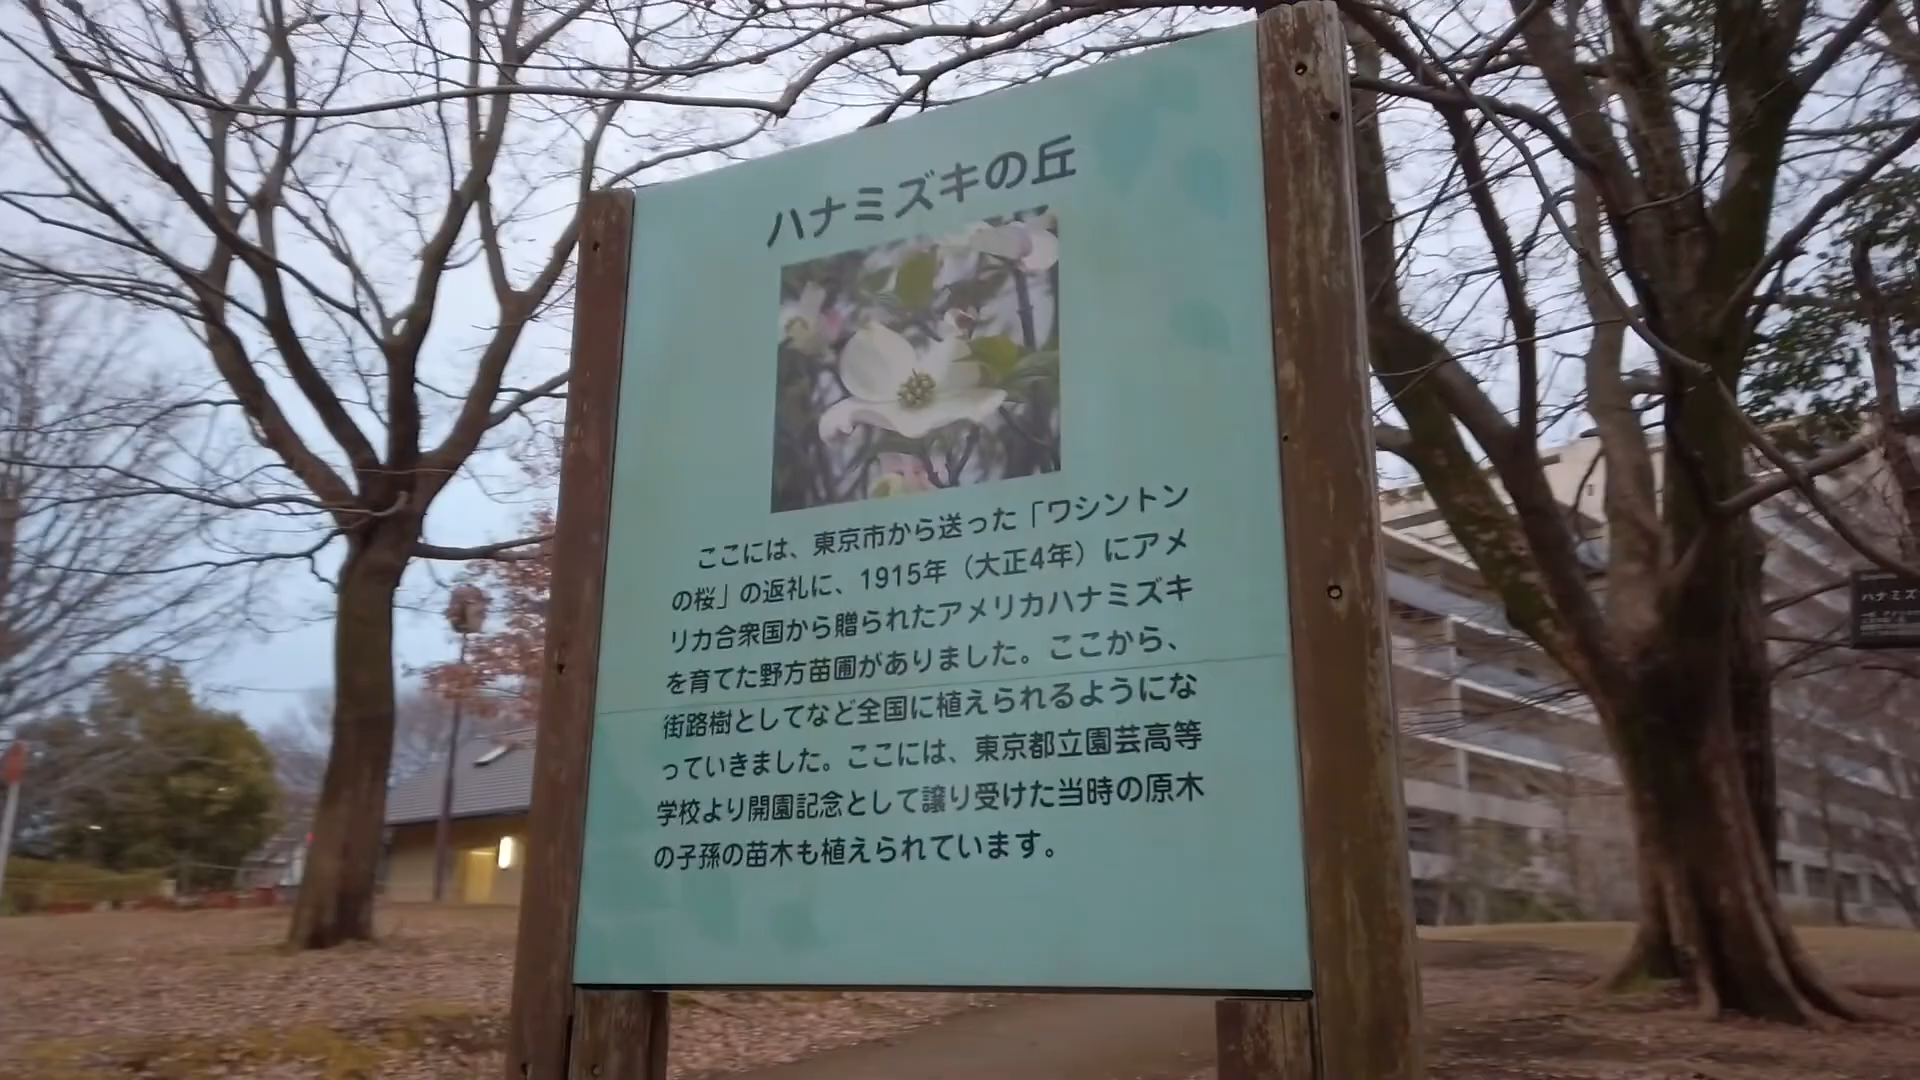 ハナミズキの丘
ここには、東京市から送った「ワシントン
の桜」の返礼に、1915年（大正4年）にアメ
リカ合衆国から贈られたアメリカハナミズキ
を育てた野方苗圃がありました。ここから、
街路樹としてなど全国に植えられるようにな
っていきました。ここには、東京都立園芸高等
学校より開園記念として譲り受けた当時の原木
の子孫の苗木も植えられています。
ハナミズ